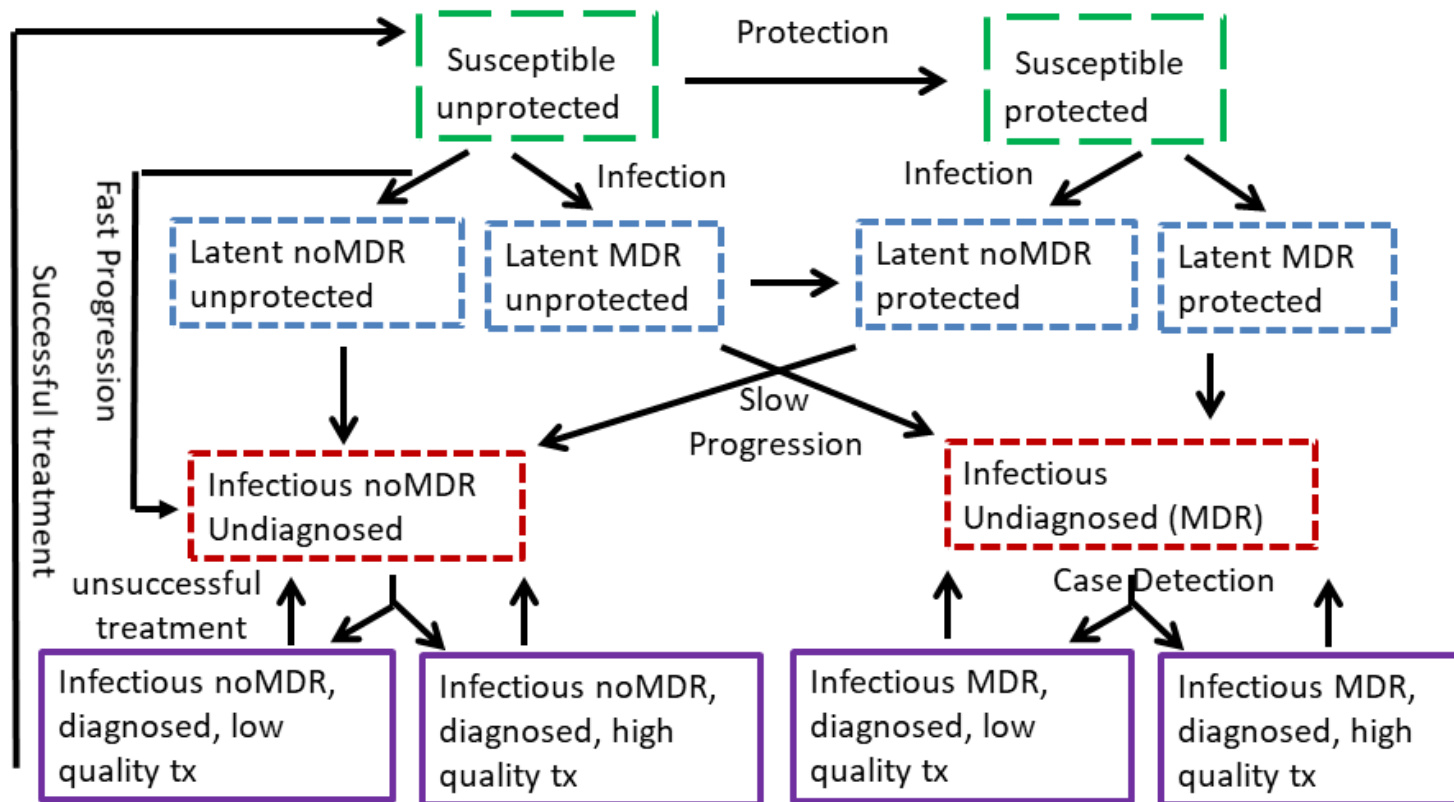 Susceptible
unprotected
Protection
Susceptible
protected
Infection
Infection
Fast Progression
Successful treatment
Latent noMDR
unprotected
Latent MDR
unprotected
Latent noMDR
protected
Latent MDR
protected
Slow
Progression
Infectious noMDR
Undiagnosed
Infectious
Undiagnosed (MDR)
unsuccessful
treatment
Case Detection
Infectious noMDR,
diagnosed, low
quality tx
Infectious noMDR,
diagnosed, high
quality tx
Infectious MDR,
diagnosed, low
quality tx
Infectious MDR,
diagnosed, high
quality tx